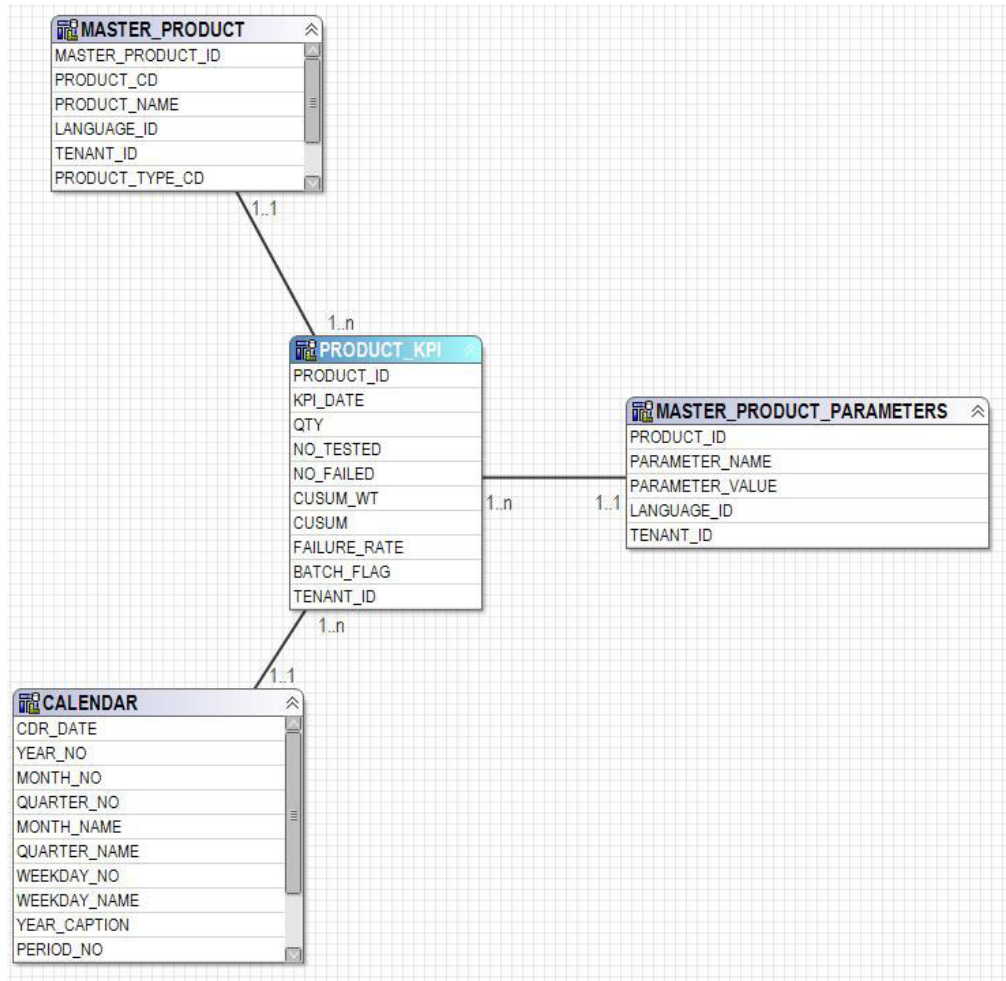 MASTER_PRODUCT
MASTER_PRODUCT_ID
PRODUCT_CD
PRODUCT_NAME
LANGUAGE_ID
TENANT_ID
PRODUCT_TYPE_CD
1..1
1..n
PRODUCT_KPI
PRODUCT_ID
KPI_DATE
QTY
NO_TESTED
NO_FAILED
CUSUM_WT
CUSUM
FAILURE_RATE
BATCH_FLAG
TENANT_ID
1..n
1..1
MASTER_PRODUCT_PARAMETERS
PRODUCT_ID
PARAMETER_NAME
PARAMETER_VALUE
LANGUAGE_ID
TENANT_ID
1..n
1..1
CALENDAR
CDR_DATE
YEAR_NO
MONTH_NO
QUARTER_NO
MONTH_NAME
QUARTER_NAME
WEEKDAY_NO
WEEKDAY_NAME
YEAR_CAPTION
PERIOD_NO